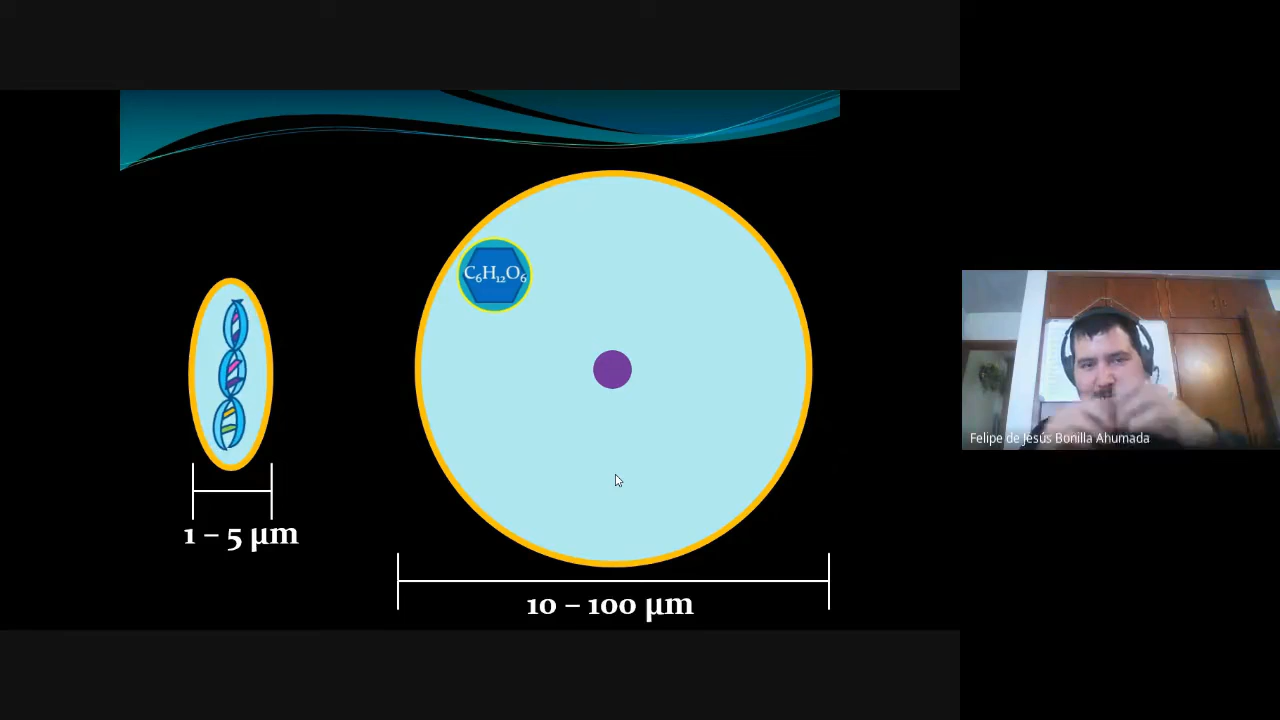 C₆H₁₂O₆
1 – 5 μm
10 – 100 μm
Felipe de Jesús Bonilla Ahumada